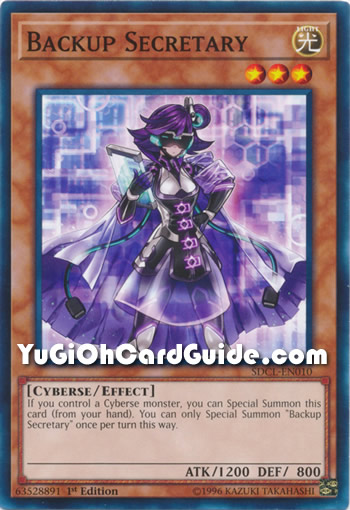 BACKUP SECRETARY
LIGHT
光
YuGiOhCardGuide.com
SDCL-EN010
[CYBERSE/EFFECT]
If you control a Cyberse monster, you can Special Summon this
card (from your hand). You can only Special Summon "Backup
Secretary" once per turn this way.
ATK/1200 DEF/ 800
63528891 1st Edition ©1996 KAZUKI TAKAHASHI